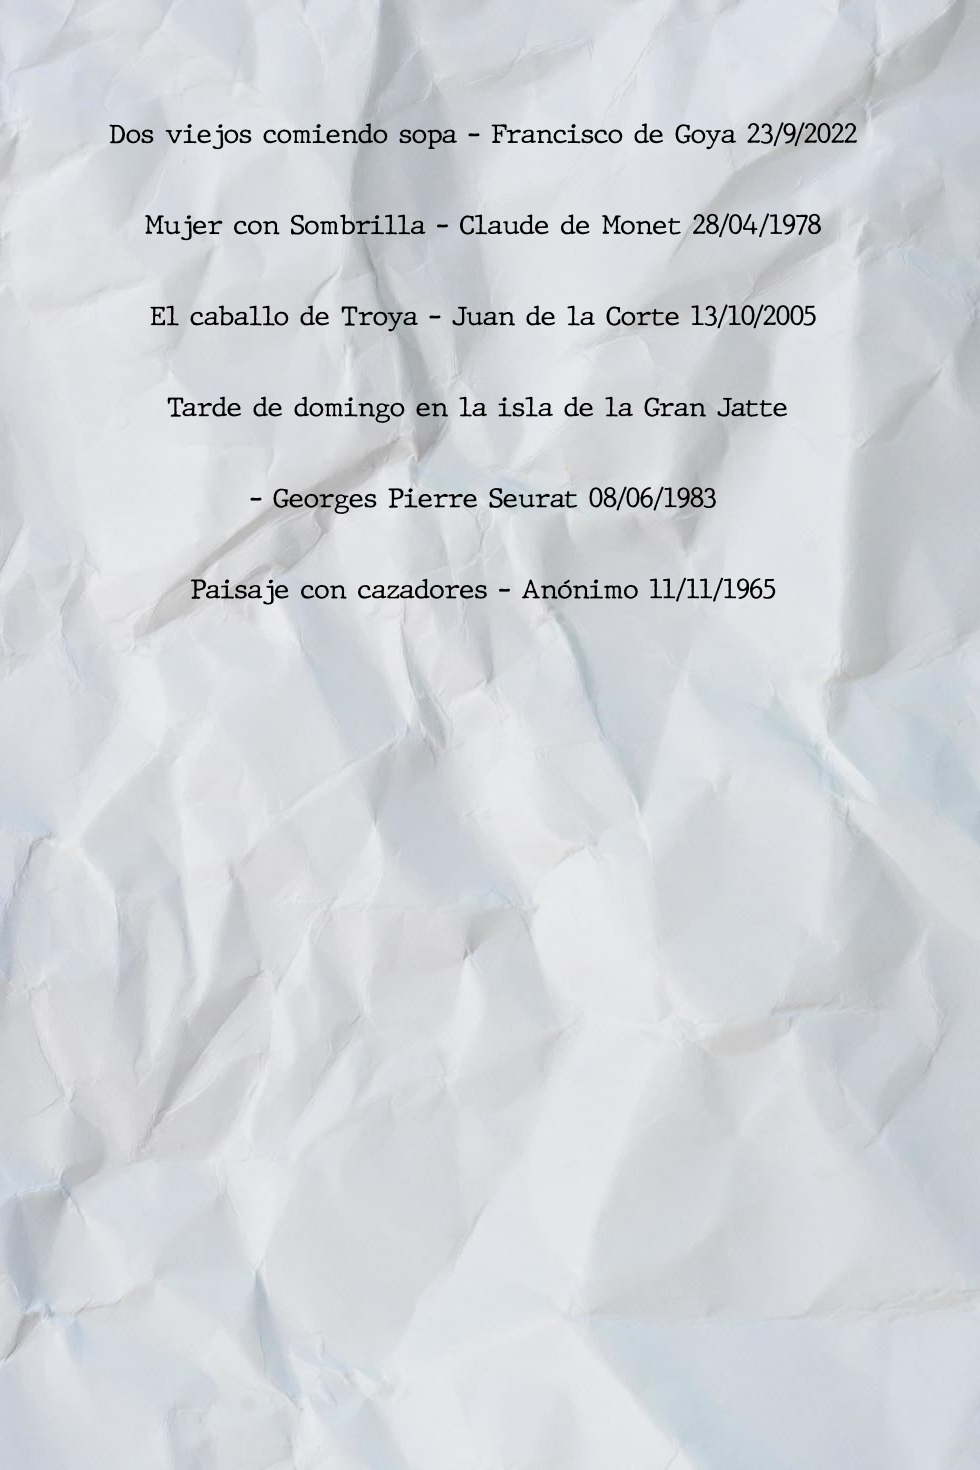 Dos viejos comiendo sopa - Francisco de Goya 23/9/2022
Mujer con Sombrilla - Claude de Monet 28/04/1978
El caballo de Troya - Juan de la Corte 13/10/2005
Tarde de domingo en la isla de la Gran Jatte
- Georges Pierre Seurat 08/06/1983
Paisaje con cazadores - Anónimo 11/11/1965